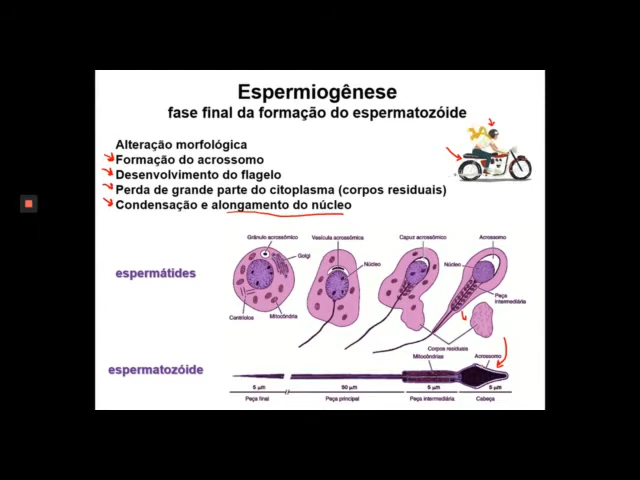 Espermiogênese
fase final da formação do espermatozóide
Alteração morfológica
Formação do acrossomo
Desenvolvimento do flagelo
Perda de grande parte do citoplasma (corpos residuais)
Condensação e alongamento do núcleo
Grânulo acrossômico
Vesícula acrossômica
Capuz acrossômico
Acrossomo
Golgi
Núcleo
Núcleo
espermátides
Peça
intermediária
Centríolos
Mitocôndria
Corpos residuais
Mitocôndrias
Acrossomo
espermatozóide
5 µm
50 µm
5 µm
5 µm
Peça final
Peça principal
Peça intermediária
Cabeça